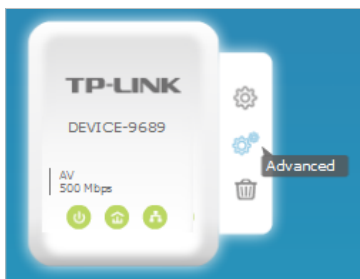 TP-LINK
DEVICE-9689
AV
500 Mbps
Advanced